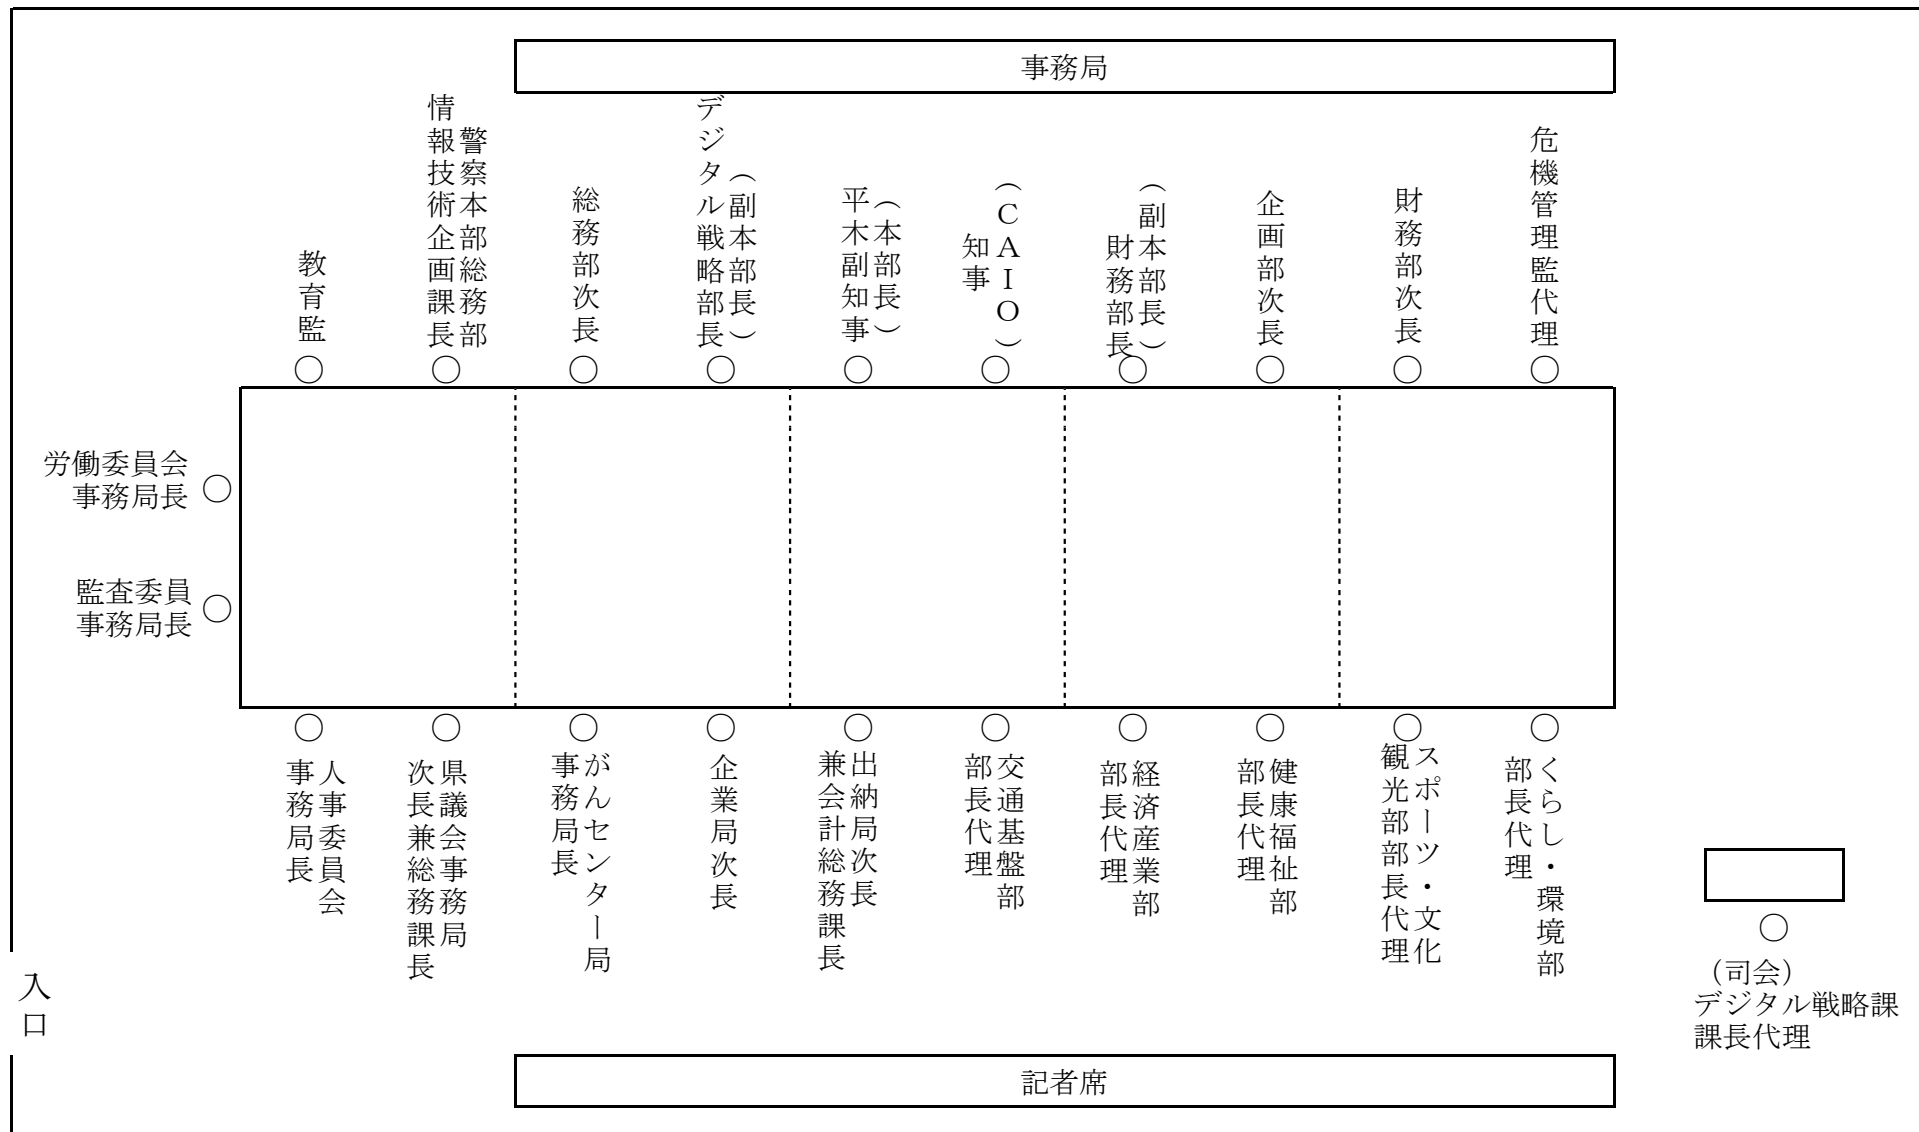 事務局
教育監
警察本部総務部
情報技術企画課長
総務部次長
（副本部長）
デジタル戦略部長
（本部長）
平木副知事
（CAIO）
知事
（副本部長）
財務部長
企画部次長
財務部次長
危機管理監代理
労働委員会
事務局長
監査委員
事務局長
人事委員会
事務局長
県議会事務局
次長兼総務課長
がんセンター局
事務局長
企業局次長
出納局次長
兼会計総務課長
交通基盤部
部長代理
経済産業部
部長代理
健康福祉部
部長代理
スポーツ・文化
観光部部長代理
くらし・環境部
部長代理
（司会）
デジタル戦略課
課長代理
入口
記者席